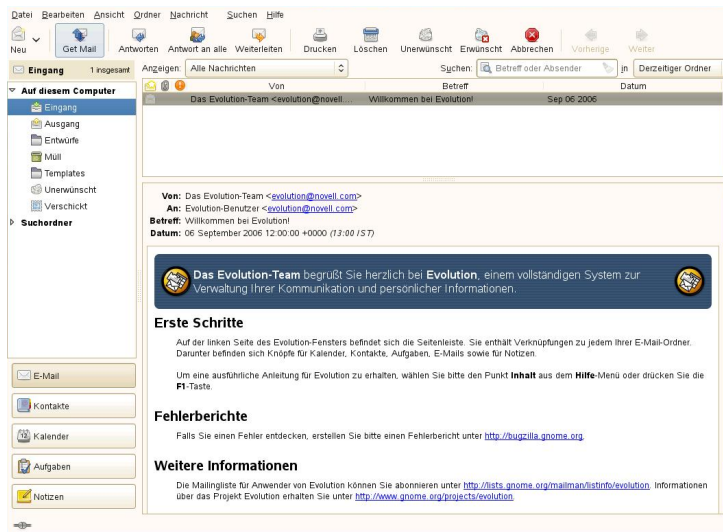 Datei Bearbeiten Ansicht Ordner Nachricht Suchen Hilfe
Neu Get Mail Antworten Antwort an alle Weiterleiten Drucken Löschen Unerwünscht Erwünscht Abbrechen Vorherige Weiter
Eingang 1 insgesamt
Anzeigen: Alle Nachrichten Suchen: Betreff oder Absender in Derzeitiger Ordner
Von Betreff Datum
Das Evolution-Team <evolution@novell.... Willkommen bei Evolution! Sep 06 2006
Auf diesem Computer
Eingang
Ausgang
Entwürfe
Müll
Templates
Unerwünscht
Verschickt
Suchordner
E-Mail
Kontakte
Kalender
Aufgaben
Notizen
Von: Das Evolution-Team <evolution@novell.com>
An: Evolution-Benutzer <evolution@novell.com>
Betreff: Willkommen bei Evolution!
Datum: 06 September 2006 12:00:00 +0000 (13:00 IST)
Das Evolution-Team begrüßt Sie herzlich bei Evolution, einem vollständigen System zur
Verwaltung Ihrer Kommunikation und persönlicher Informationen.
Erste Schritte
Auf der linken Seite des Evolution-Fensters befindet sich die Seitenleiste. Sie enthält Verknüpfungen zu jedem Ihrer E-Mail-Ordner.
Darunter befinden sich Knöpfe für Kalender, Kontakte, Aufgaben, E-Mails sowie für Notizen.
Um eine ausführliche Anleitung für Evolution zu erhalten, wählen Sie bitte den Punkt Inhalt aus dem Hilfe-Menü oder drücken Sie die
F1-Taste.
Fehlerberichte
Falls Sie einen Fehler entdecken, erstellen Sie bitte einen Fehlerbericht unter http://bugzilla.gnome.org.
Weitere Informationen
Die Mailingliste für Anwender von Evolution können Sie abonnieren unter http://lists.gnome.org/mailman/listinfo/evolution. Informationen
über das Projekt Evolution erhalten Sie unter http://www.gnome.org/projects/evolution.